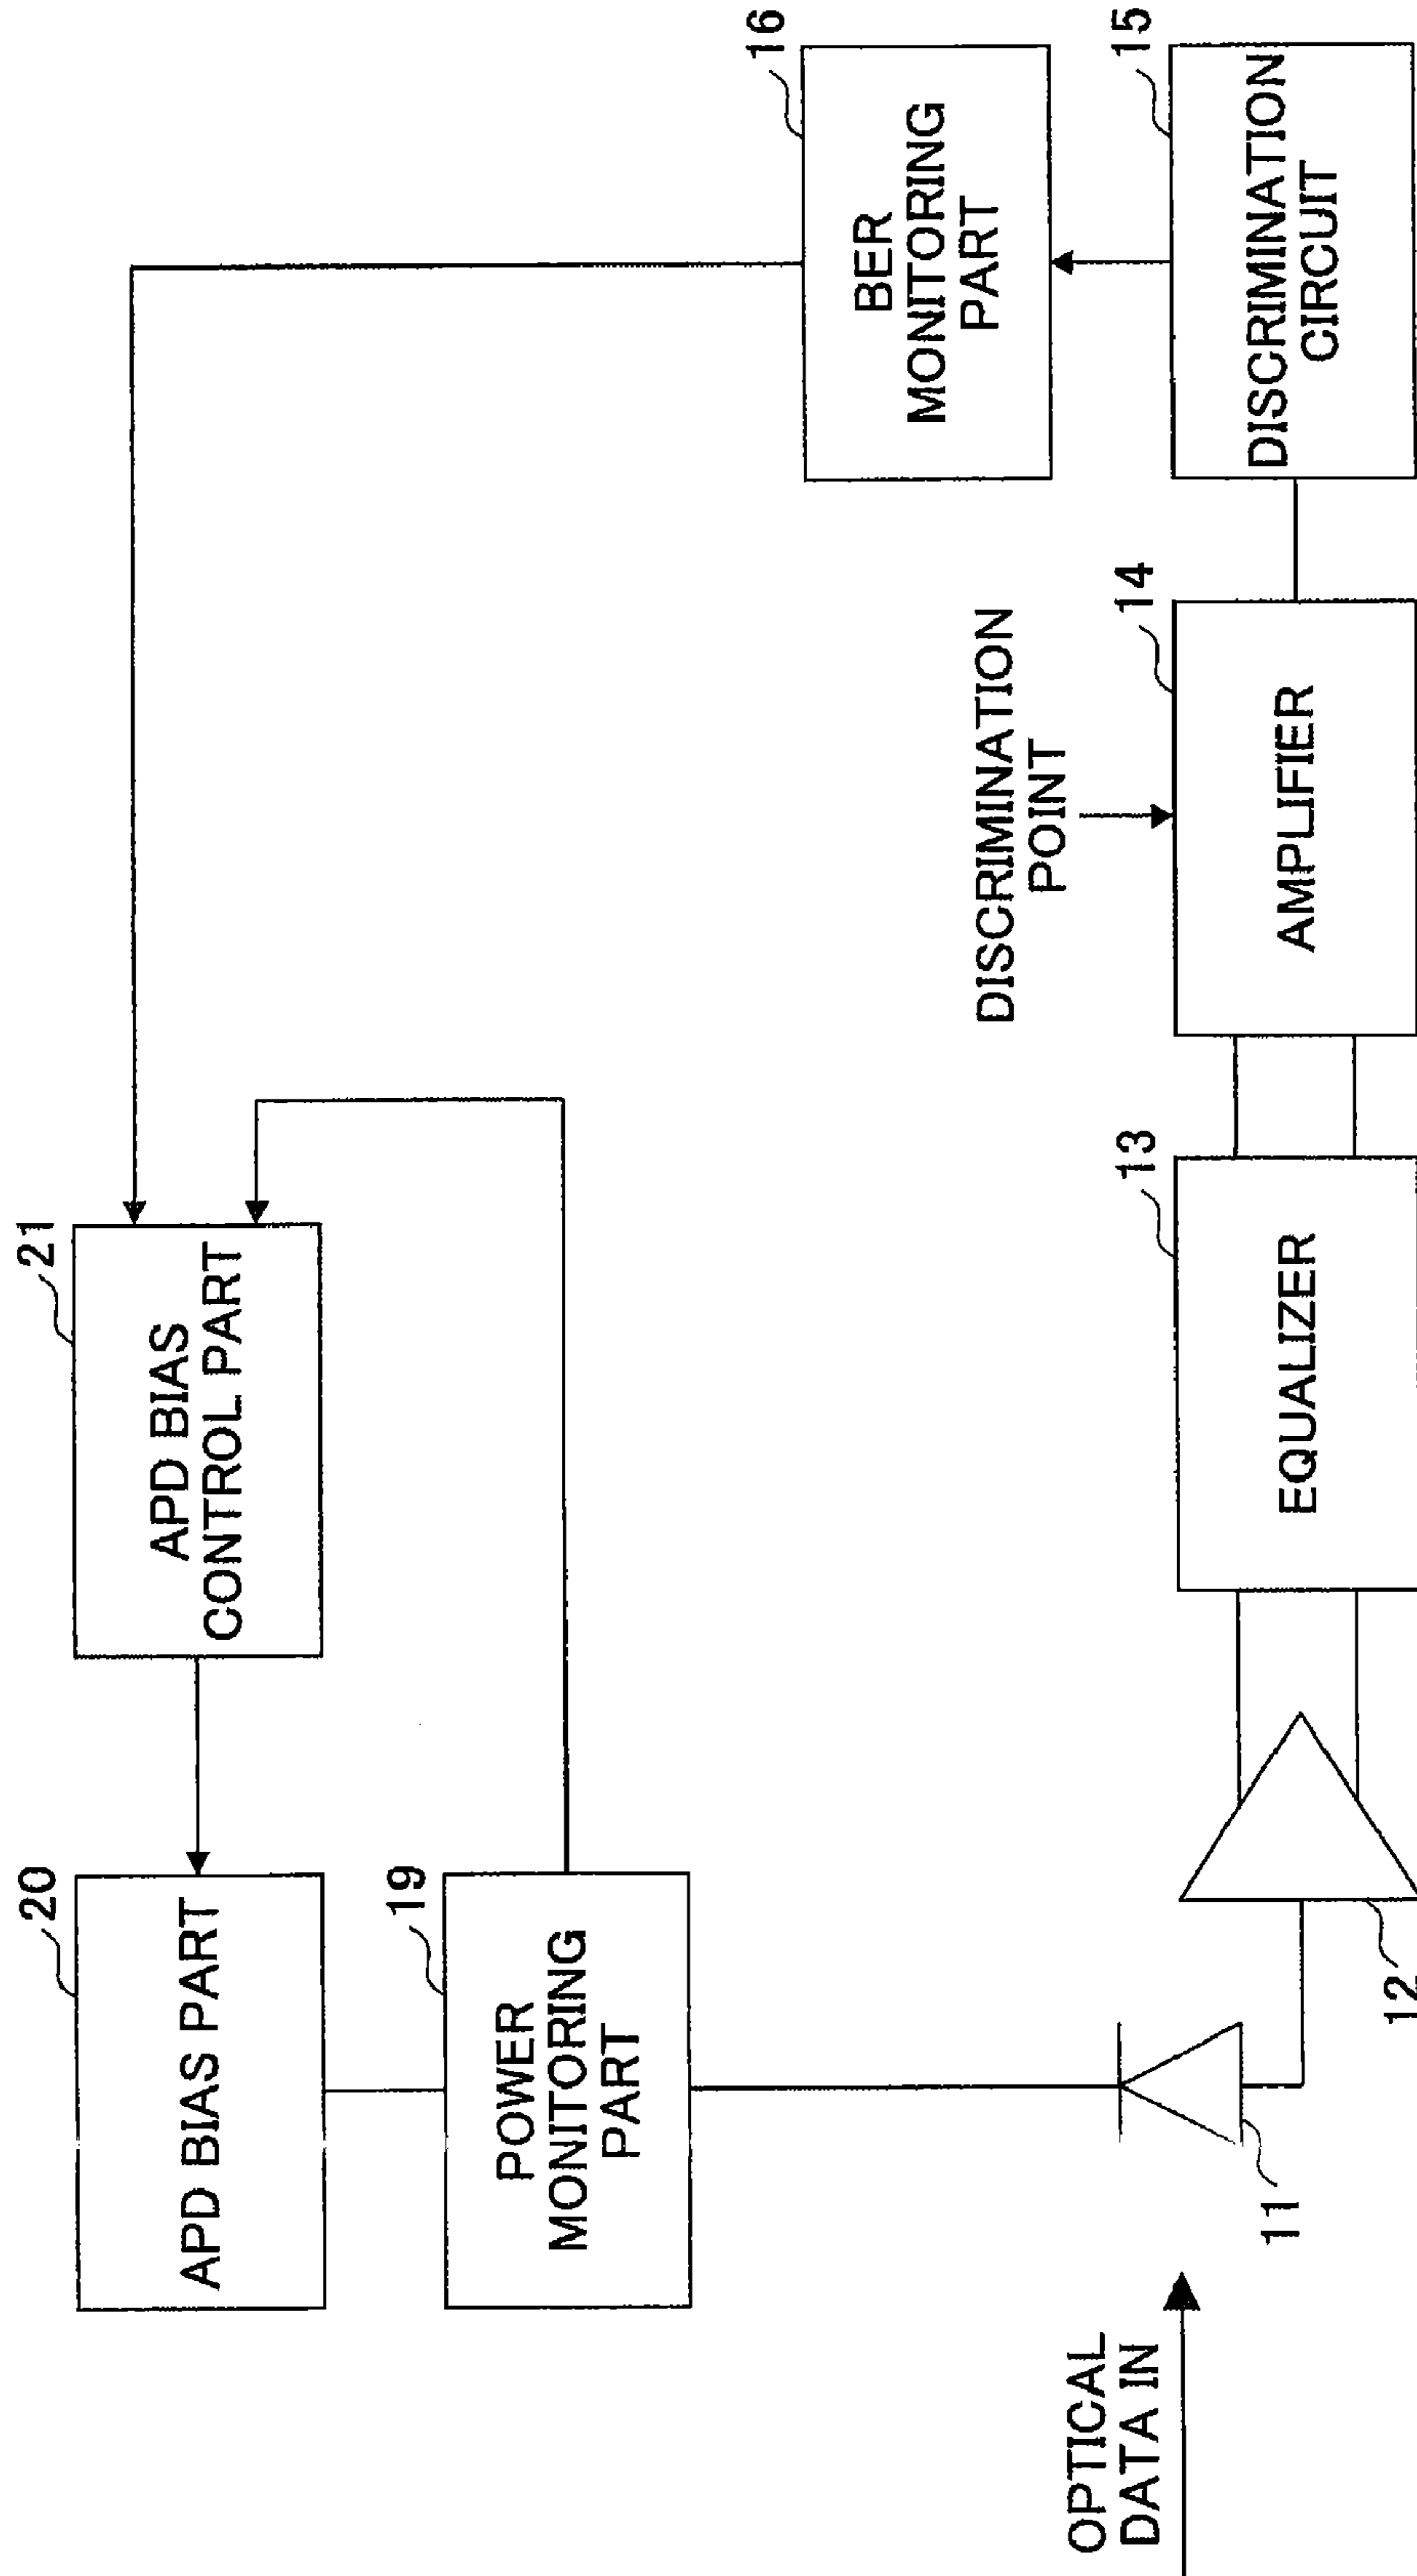 20
APD BIAS PART
21
APD BIAS
CONTROL PART
19
POWER
MONITORING
PART
16
BER
MONITORING
PART
DISCRIMINATION
POINT
OPTICAL
DATA IN
11
12
13
EQUALIZER
14
AMPLIFIER
15
DISCRIMINATION
CIRCUIT